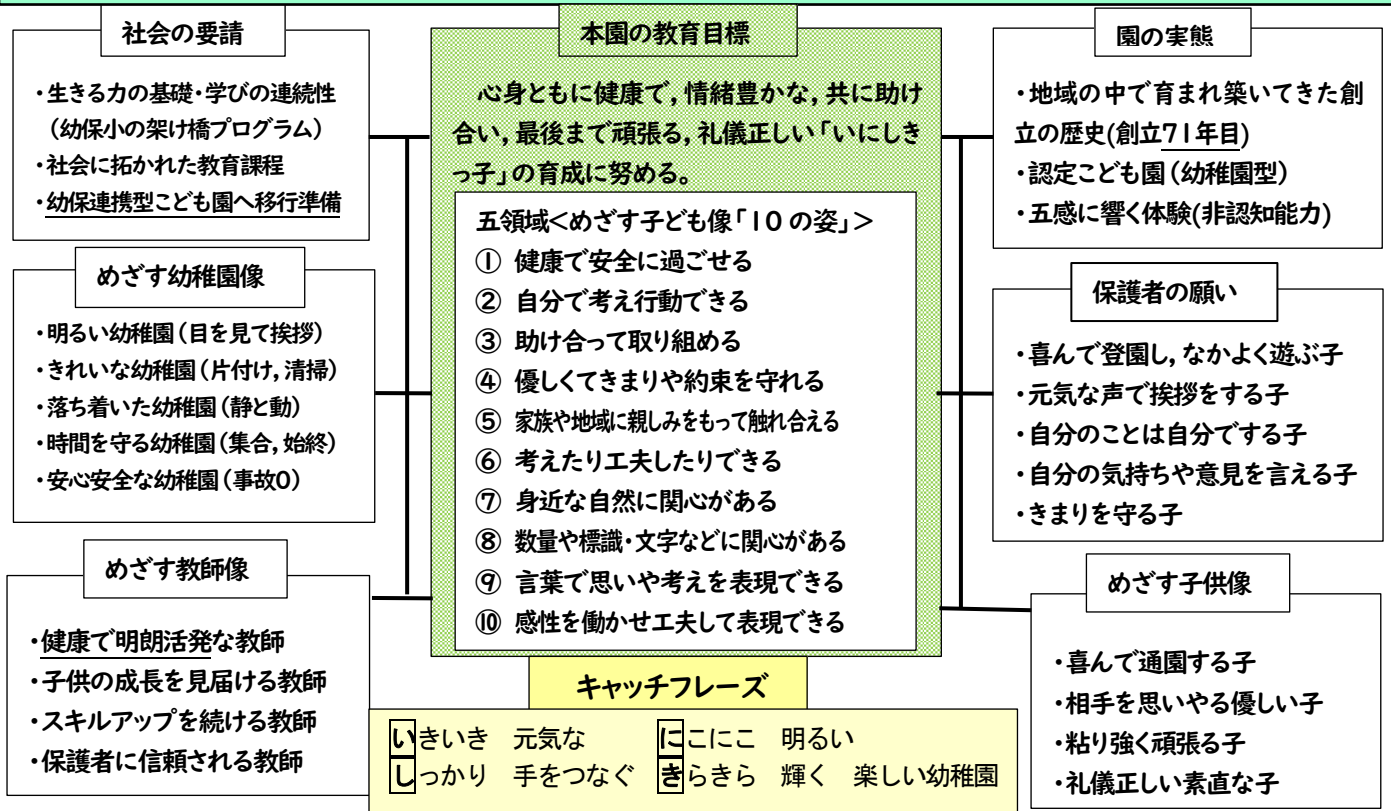 社会の要請
・生きる力の基礎・学びの連続性
(幼保小の架け橋プログラム)
・社会に拓かれた教育課程
・幼保連携型こども園へ移行準備
めざす幼稚園像
・明るい幼稚園(目を見て挨拶)
・きれいな幼稚園(片付け,清掃)
・落ち着いた幼稚園(静と動)
・時間を守る幼稚園(集合,始終)
・安心安全な幼稚園(事故0)
めざす教師像
・健康で明朗活発な教師
・子供の成長を見届ける教師
・スキルアップを続ける教師
・保護者に信頼される教師
本園の教育目標
心身ともに健康で,情緒豊かな,共に助け
合い,最後まで頑張る,礼儀正しい「いにしき
っ子」の育成に努める。
五領域<めざす子ども像「10の姿」>
① 健康で安全に過ごせる
② 自分で考え行動できる
③ 助け合って取り組める
④ 優しくてきまりや約束を守れる
⑤ 家族や地域に親しみをもって触れ合える
⑥ 考えたり工夫したりできる
⑦ 身近な自然に関心がある
⑧ 数量や標識・文字などに関心がある
⑨ 言葉で思いや考えを表現できる
⑩ 感性を働かせ工夫して表現できる
キャッチフレーズ
いきいき 元気な にこにこ 明るい
しっかり 手をつなぐ きらきら 輝く 楽しい幼稚園
園の実態
・地域の中で育まれ築いてきた創
立の歴史(創立71年目)
・認定こども園(幼稚園型)
・五感に響く体験(非認知能力)
保護者の願い
・喜んで登園し,なかよく遊ぶ子
・元気な声で挨拶をする子
・自分のことは自分でする子
・自分の気持ちや意見を言える子
・きまりを守る子
めざす子供像
・喜んで通園する子
・相手を思いやる優しい子
・粘り強く頑張る子
・礼儀正しい素直な子